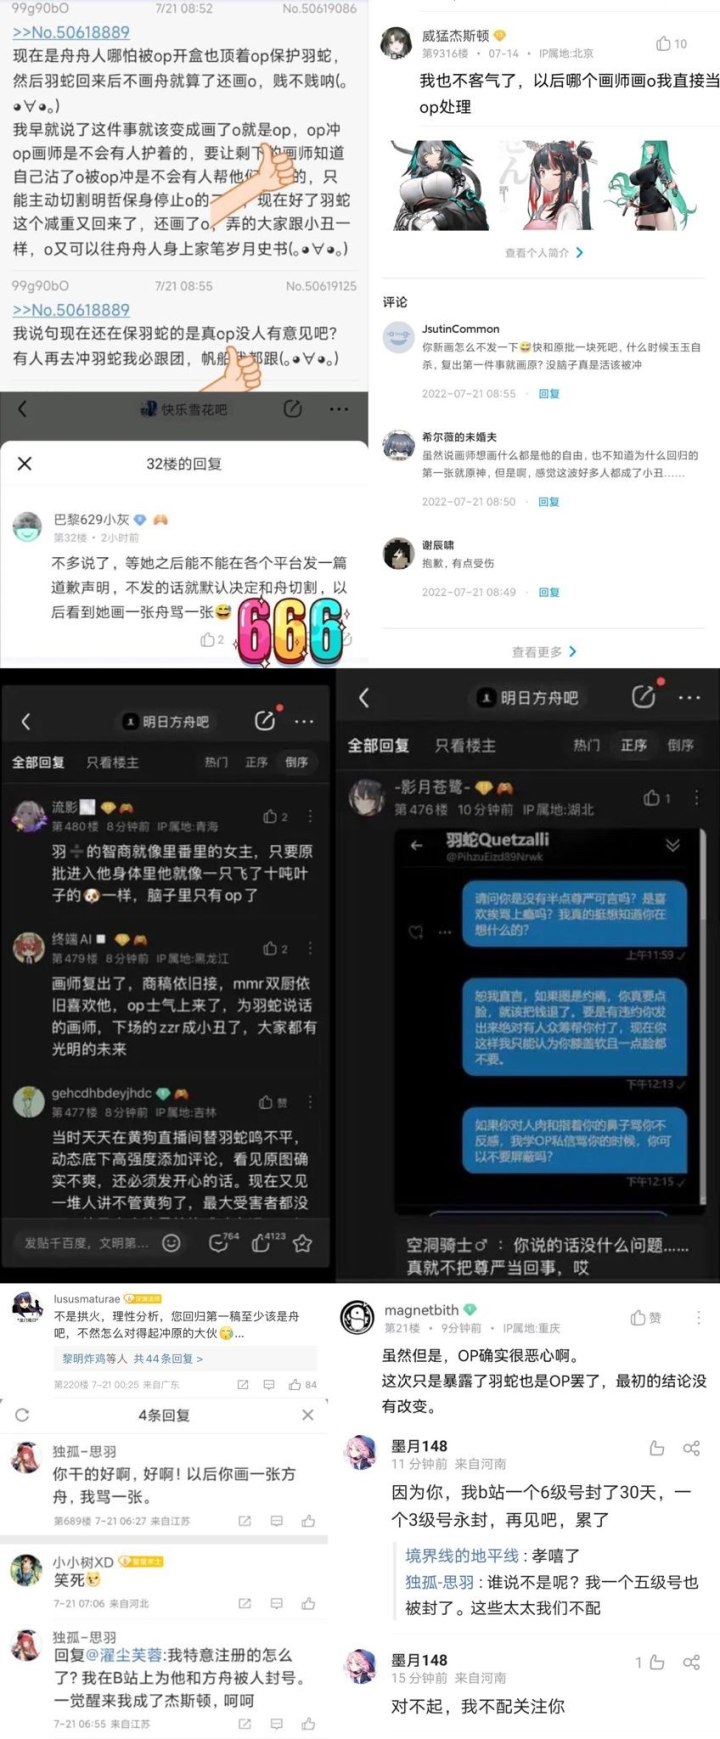 99g90bO 7/21 08:52 No.50619086
>>No.50618889
现在是舟舟人哪怕被op开盒也顶着op保护羽蛇,
然后羽蛇回来后不画舟就算了还画o，贱不贱呐(｡
◕∀◕｡)
我早就说了这件事就该变成画了o就是op，op冲
op画师是不会有人护着的，要让剩下的画师知道
自己沾了o被op冲是不会有人帮他们 的，只
能主动切割明哲保身停止o的 现在好了羽蛇
这个减重又回来了，还画了o，弄的大家跟小丑一
样，o又可以往舟舟人身上家笔岁月史书(｡◕∀◕｡)
99g90bO 7/21 08:55 No.50619125
>>No.50618889
我说句现在还在保羽蛇的是真op没人有意见吧?
有人再去冲羽蛇我必跟团，帆船 都跟(｡◕∀◕｡)
快乐雪花吧
32楼的回复
巴黎629小灰
第32楼 · 2小时前
不多说了，等她之后能不能在各个平台发一篇
道歉声明，不发的话就默认决定和舟切割，以
后看到她画一张舟骂一张😅
2
666
威猛杰斯顿
第9316楼 · 07-14 · IP属地:北京
10
我也不客气了，以后哪个画师画o我直接当
op处理
查看个人简介
评论
JsutinCommon
你新画怎么不发一下😅快和原批一块死吧，什么时候玉玉自
杀，复出第一件事就画原? 没脑子真是活该被冲
2022-07-21 08:55 · 回复
希尔薇的未婚夫
虽然说画师想画什么都是他的自由，也不知道为什么回归的
第一张就原神，但是啊，感觉这波好多人都成了小丑......
2022-07-21 08:50 · 回复
谢辰啸
抱歉, 有点受伤
2022-07-21 08:49 · 回复
查看更多
明日方舟吧
全部回复 只看楼主 热门 正序 倒序
流影
第480楼 8分钟前 IP属地:青海
2
羽➗的智商就像里番里的女主，只要原
批进入他身体里他就像一只飞了十吨叶
子的🐶一样，脑子里只有op了
终端AI
第479楼 8分钟前 IP属地:黑龙江
2
画师复出了，商稿依旧接，mmr双厨依
旧喜欢他，op士气上来了，为羽蛇说话
的画师，下场的zzr成小丑了，大家都有
光明的未来
gehcdhbdeyjhdc
第477楼 8分钟前 IP属地:吉林
赞
当时天天在黄狗直播间替羽蛇鸣不平，
动态底下高强度添加评论，看见原图确
实不爽，还必须发开心的话。现在又见
一堆人讲不管黄狗了，最大受害者都没
发贴千百度，文明第... 764 4123
明日方舟吧
全部回复 只看楼主 热门 正序 倒序
-影月苍鹭-
第476楼 10分钟前 IP属地:湖北
1
羽蛇Quetzalli
@PihzuEizd89Nrwk
请问你是没有半点尊严可言吗？是喜
欢挨骂上瘾吗？我真的挺想知道你在
想什么的?
上午11:59
恕我直言，如果图是约稿，你真要点
脸，就该把钱退了。要是有违约你发
出来绝对有人众筹帮你付了，现在你
这样我只能认为你膝盖软且一点脸都
不要。
下午12:13
如果你对人肉和指着你的鼻子骂你不
反感，我学OP私信骂你的时候，你可
以不要屏蔽吗?
下午12:15
空洞骑士♂ ：你说的话没什么问题......
真就不把尊严当回事，哎
lususmaturae
不是拱火，理性分析，您回归第一稿至少该是舟
吧，不然怎么对得起冲原的大伙😥...
黎明炸鸡等人 共44条回复 >
第220楼 7-21 00:25 来自广东
84
4条回复
独孤-思羽
你干的好啊，好啊！以后你画一张方
舟，我骂一张。
第689楼 7-21 06:27 来自江苏
小小树XD
笑死
7-21 07:06 来自河北
独孤-思羽
回复@濯尘芙蓉:我特意注册的怎么
了? 我在B站上为他和方舟被人封号。
一觉醒来我成了杰斯顿，呵呵
7-21 06:55 来自江苏
magnetbith
第21楼 · 9分钟前 · IP属地:重庆
赞
虽然但是，OP确实很恶心啊。
这次只是暴露了羽蛇也是OP罢了，最初的结论没
有改变。
墨月148
11 分钟前 来自河南
因为你，我b站一个6级号封了30天，一
个3级号永封，再见吧，累了
境界线的地平线 : 孝嘻了
独孤-思羽 : 谁说不是呢? 我一个五级号也
被封了。这些太太我们不配
墨月148
15 分钟前 来自河南
1
对不起，我不配关注你